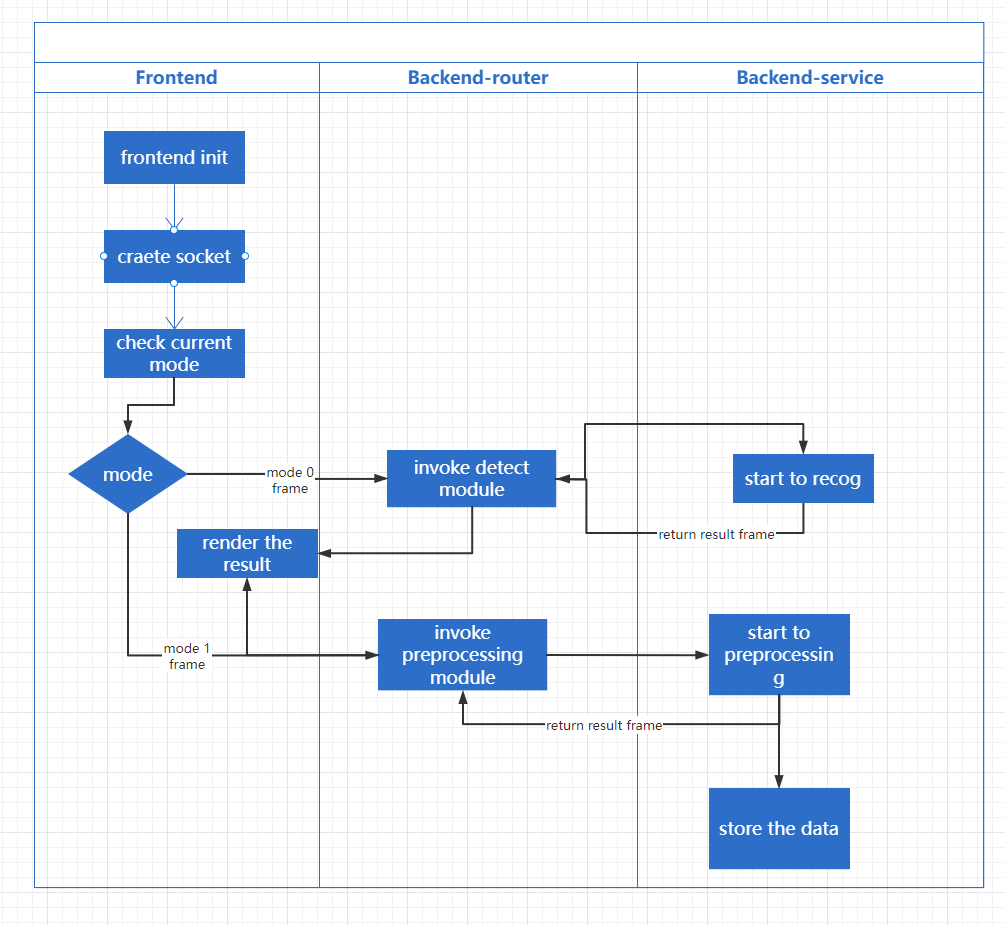 Frontend
Backend-router
Backend-service
frontend init
craete socket
check current
mode
mode
mode 0
frame
invoke detect
module
start to recog
return result frame
render the
result
mode 1
frame
invoke
preprocessing
module
start to
preprocessin
g
return result frame
store the data